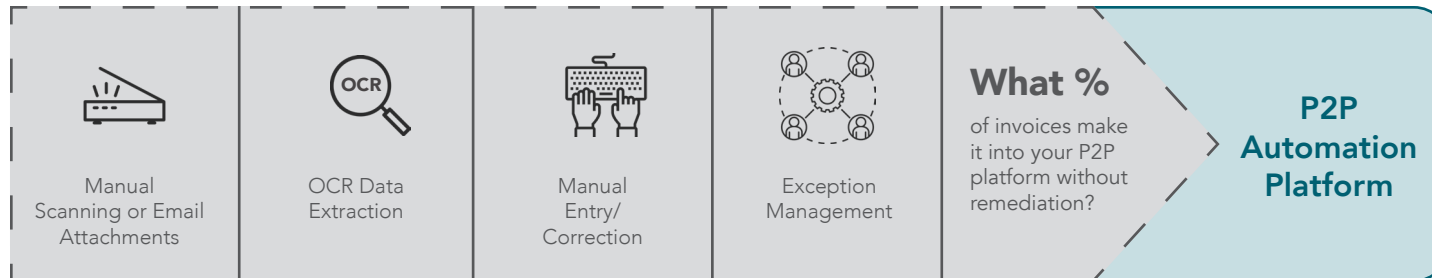 Manual
Scanning or Email
Attachments
OCR
OCR Data
Extraction
Manual
Entry/
Correction
Exception
Management
What %
of invoices make
it into your P2P
platform without
remediation?
P2P
Automation
Platform